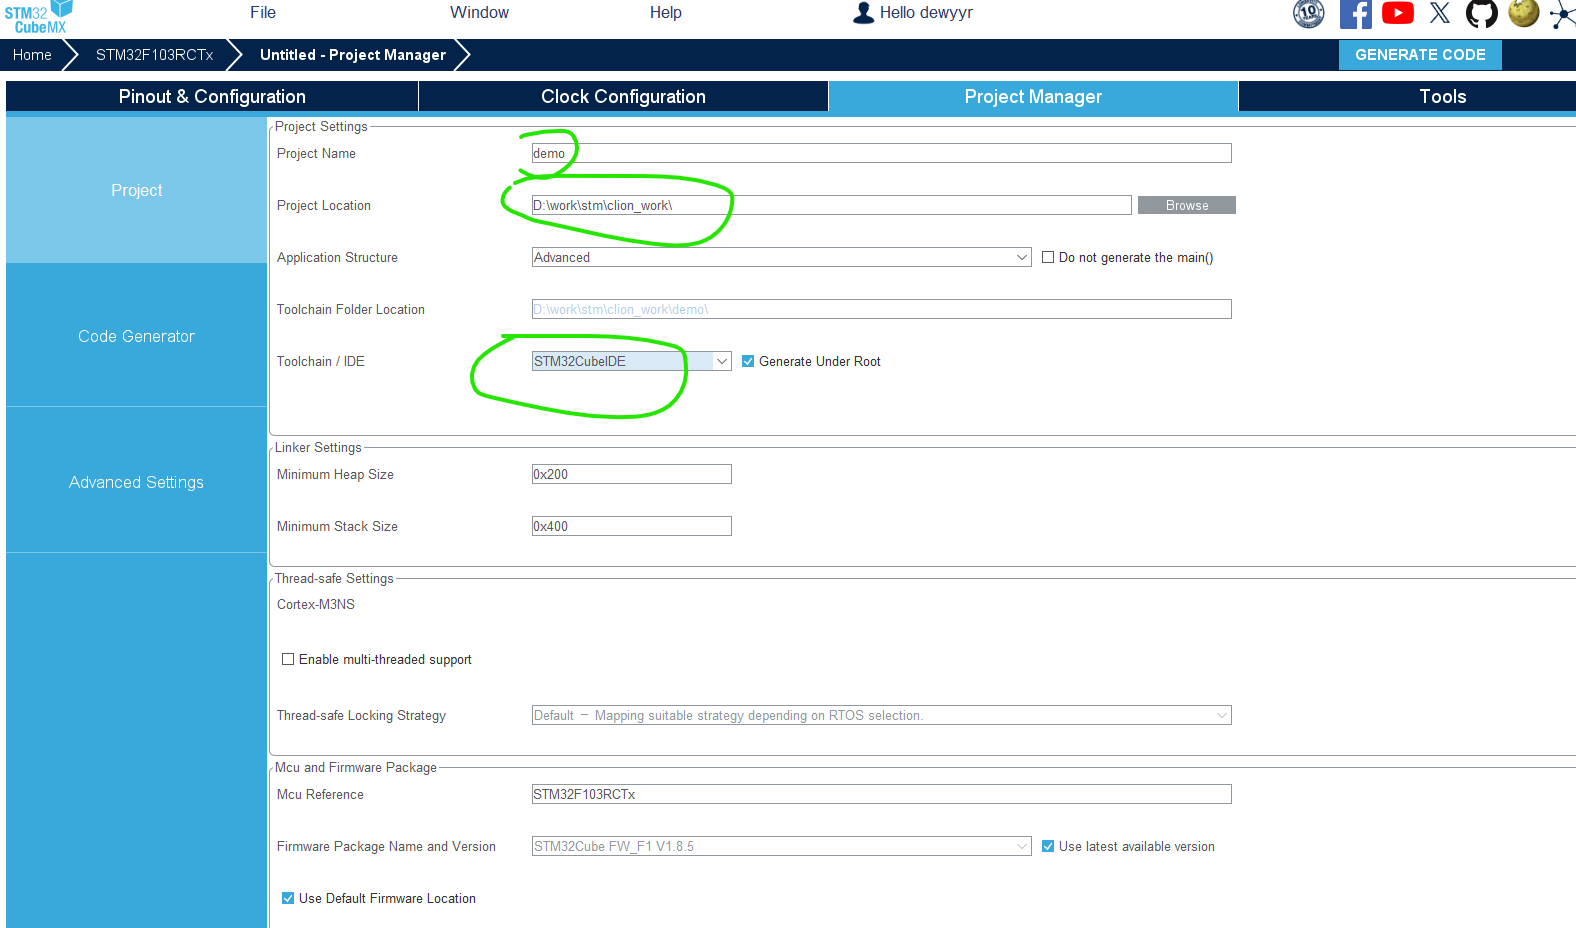 STM32
CubeMX
File
Window
Help
Hello dewyyr
10
Home
STM32F103RCTx
Untitled - Project Manager
GENERATE CODE
Pinout & Configuration
Clock Configuration
Project Manager
Tools
Project
Code Generator
Advanced Settings
Project Settings
Project Name
demo
Project Location
D:\work\stm\clion_work\
Browse
Application Structure
Advanced
Do not generate the main()
Toolchain Folder Location
D:\work\stm\clion_work\demo\
Toolchain / IDE
STM32CubeIDE
Generate Under Root
Linker Settings
Minimum Heap Size
0x200
Minimum Stack Size
0x400
Thread-safe Settings
Cortex-M3NS
Enable multi-threaded support
Thread-safe Locking Strategy
Default – Mapping suitable strategy depending on RTOS selection.
Mcu and Firmware Package
Mcu Reference
STM32F103RCTx
Firmware Package Name and Version
STM32Cube FW_F1 V1.8.5
Use latest available version
Use Default Firmware Location